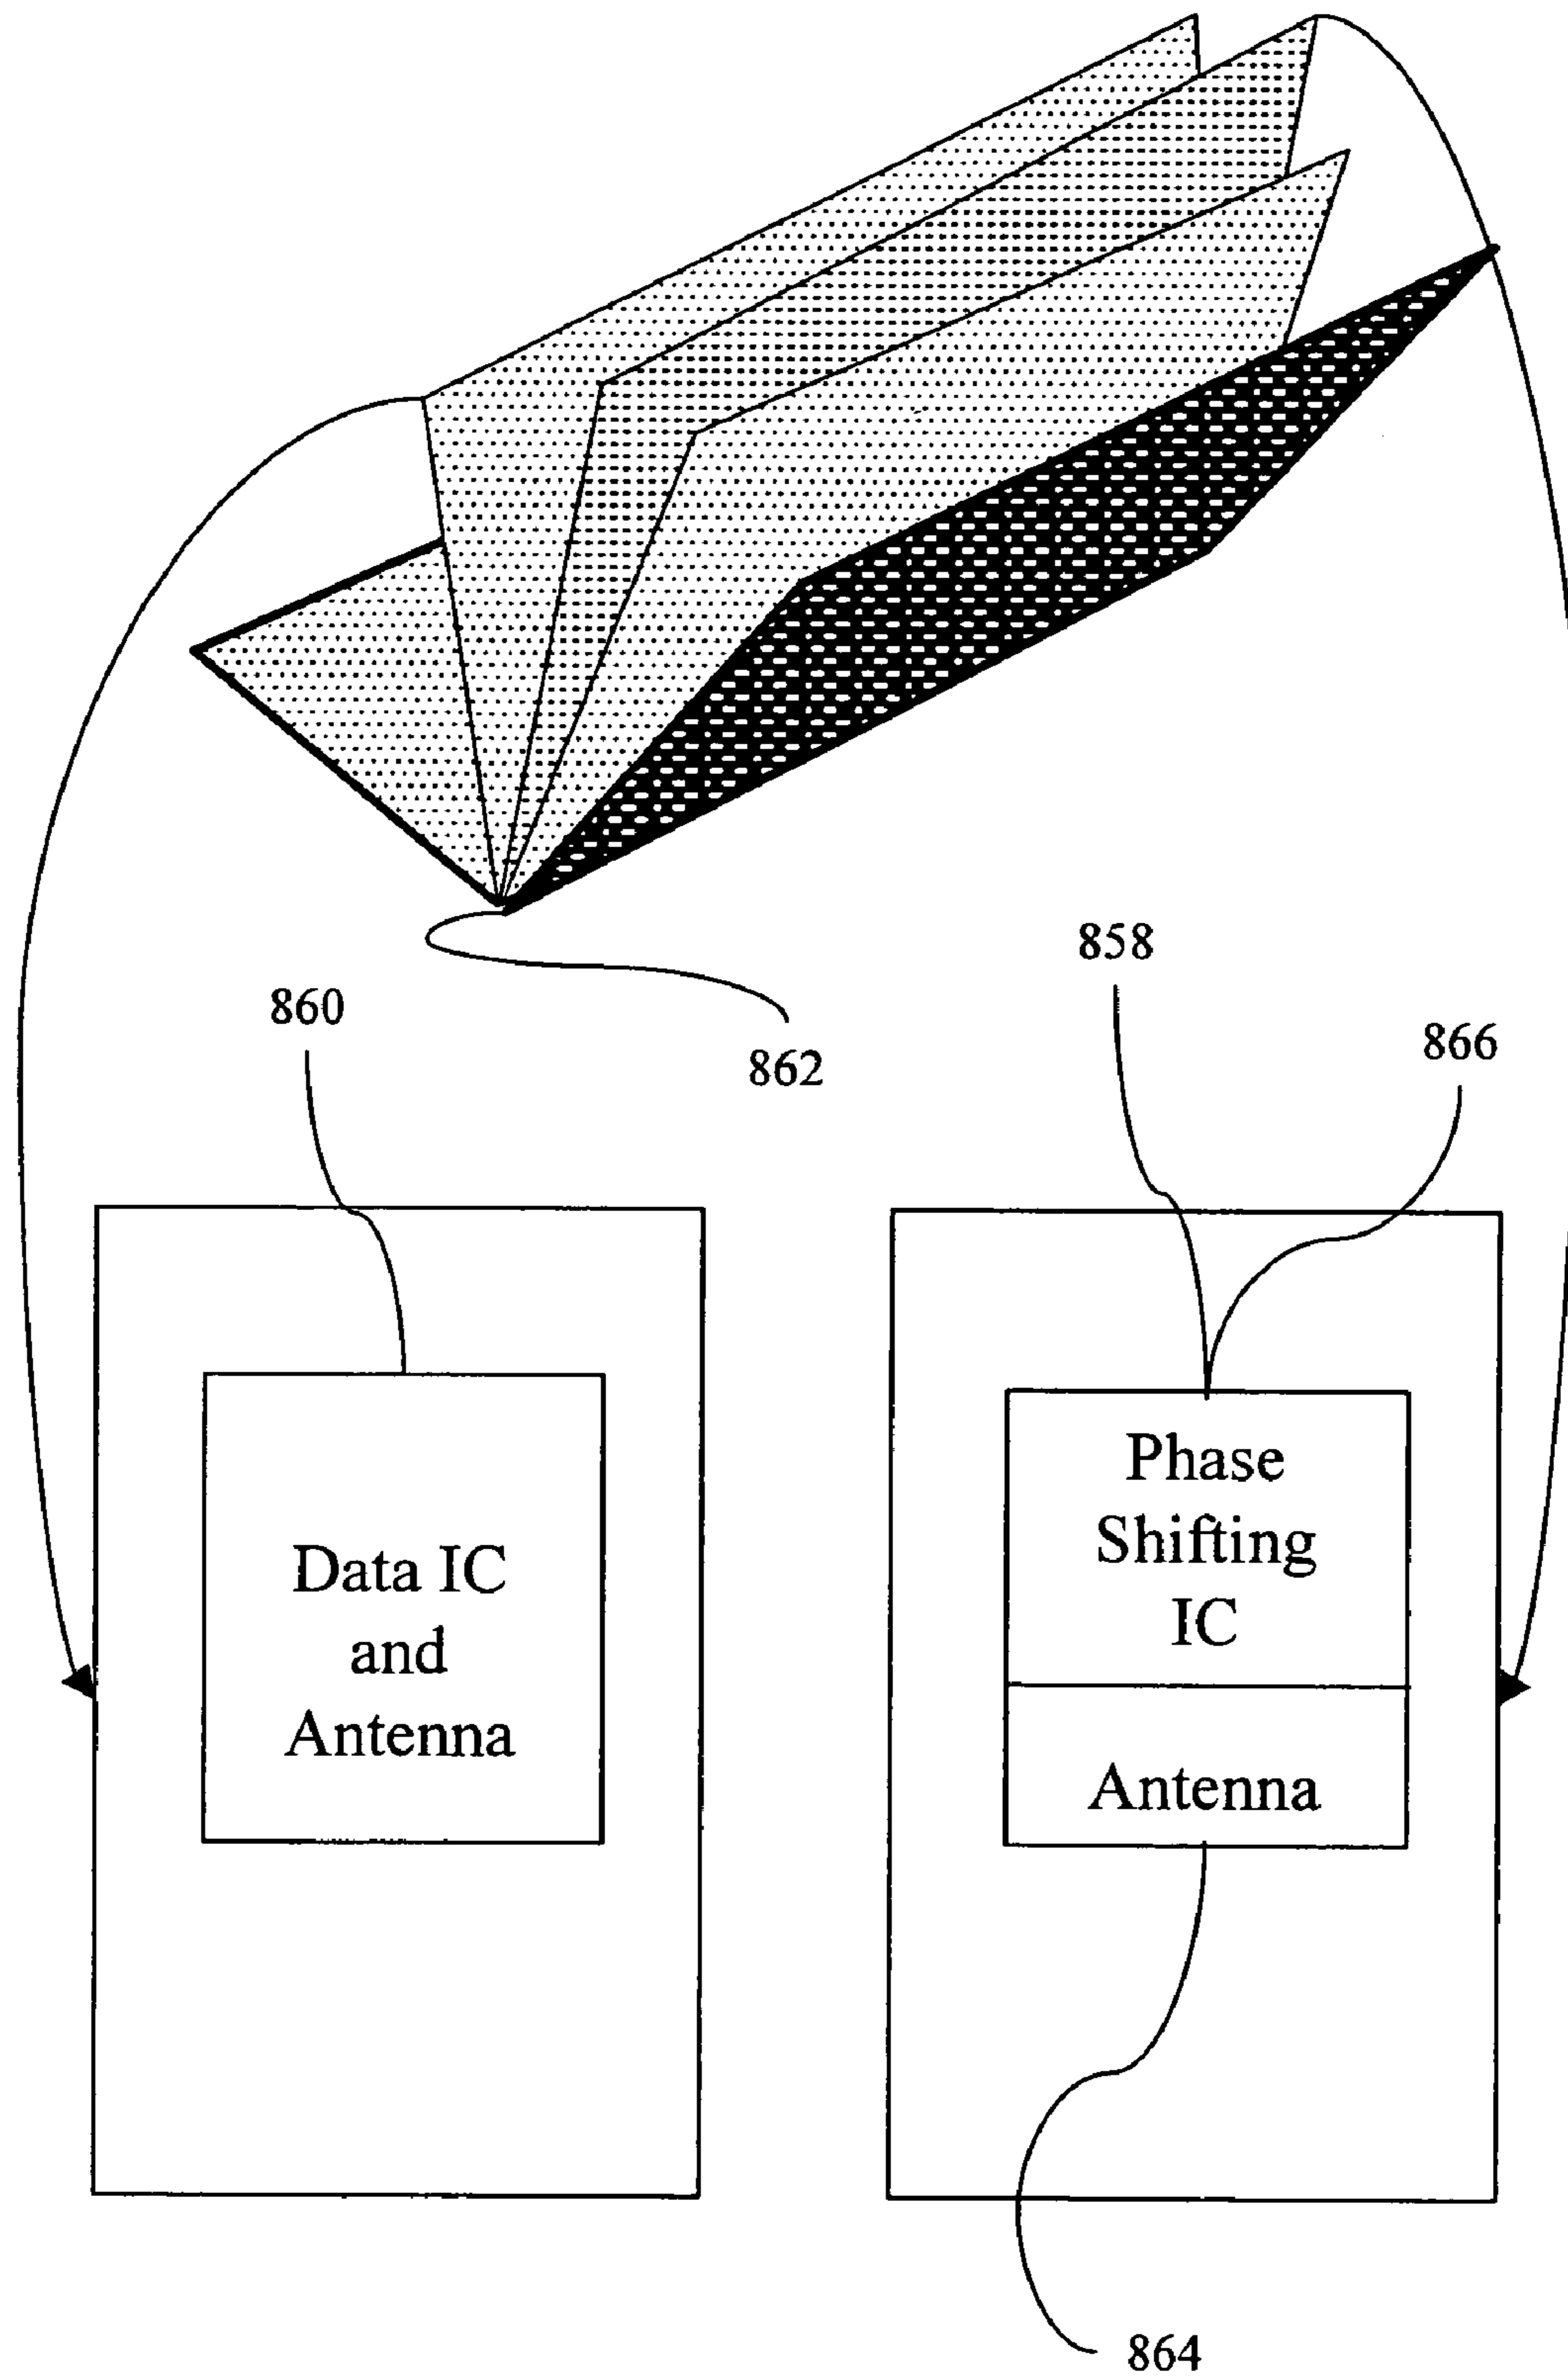 858
860
866
862
Data IC
and
Antenna
Phase
Shifting
IC
Antenna
864